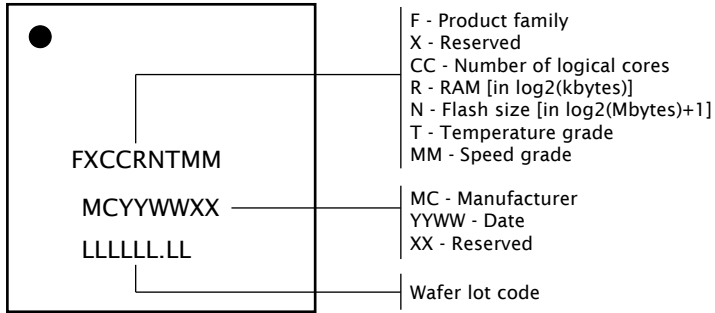 F - Product family
X - Reserved
CC - Number of logical cores
R - RAM [in log2(kbytes)]
N - Flash size [in log2(Mbytes)+1]
T - Temperature grade
MM - Speed grade
FXCCRNTMM
MCYYWWXX
MC - Manufacturer
YYWW - Date
XX - Reserved
LLLLLL.LL
Wafer lot code